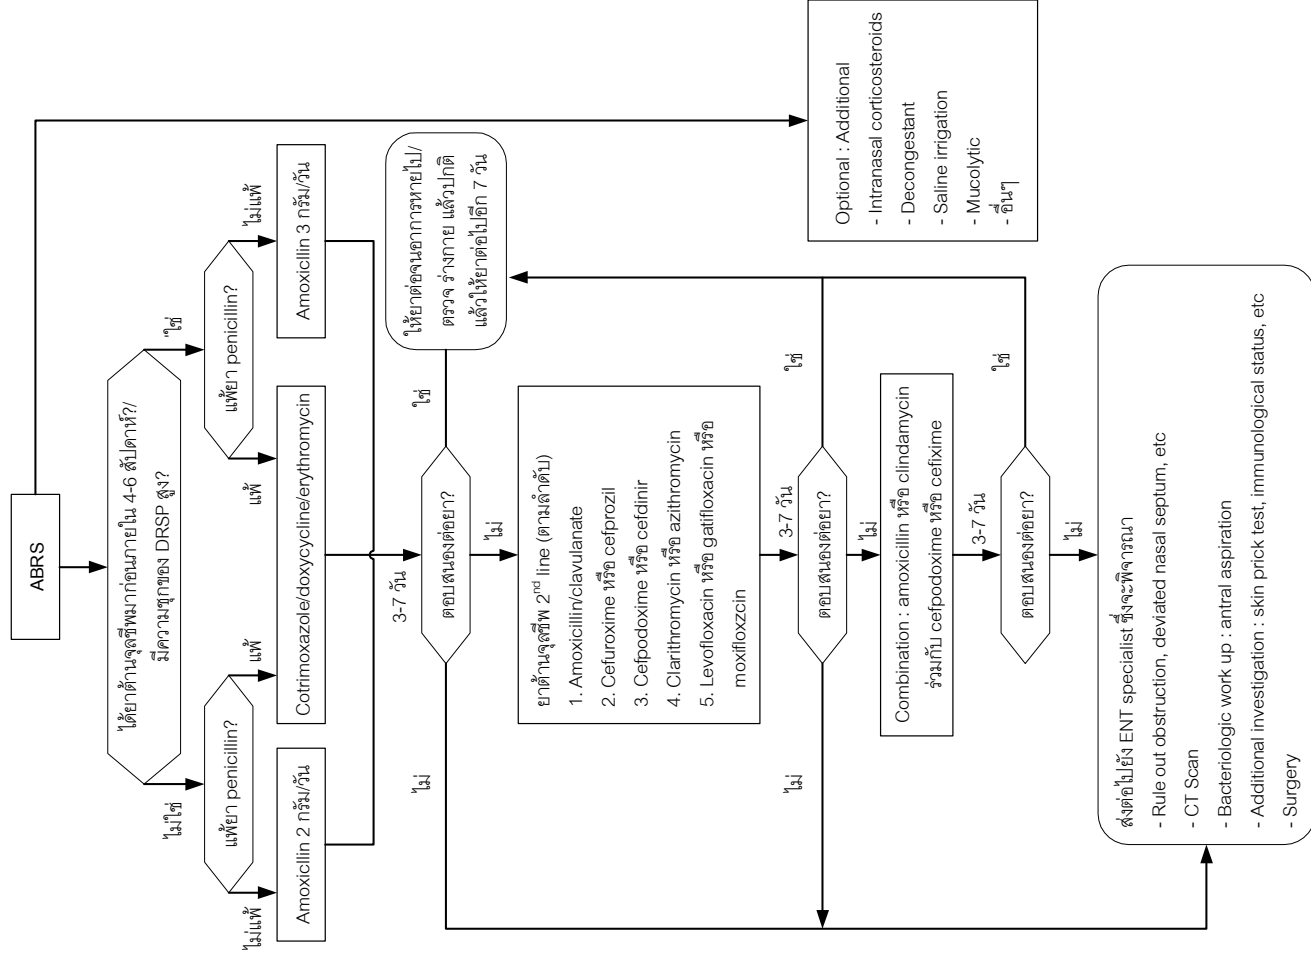 ABRS
ได้ยาต้านจุลชีพมาก่อนภายใน 4-6 สัปดาห์?/
มีความชุกของ DRSP สูง?
ไม่ใช่
ใช่
แพ้ยา penicillin?
แพ้ยา penicillin?
ไม่แพ้
แพ้
แพ้
ไม่แพ้
Amoxicllin 2 กรัม/วัน
Cotrimoxazole/doxycycline/erythromycin
Amoxicllin 3 กรัม/วัน
3-7 วัน
ตอบสนองต่อยา?
ไม่
ใช่
ไม่
ให้ยาต่อจนอาการหายไป/
ตรวจ ร่างกาย แล้วปกติ
แล้วให้ยาต่อไปอีก 7 วัน
ยาต้านจุลชีพ 2nd line (ตามลำดับ)
1. Amoxicillin/clavulanate
2. Cefuroxime หรือ cefprozil
3. Cefpodoxime หรือ cefdinir
4. Clarithromycin หรือ azithromycin
5. Levofloxacin หรือ gatifloxacin หรือ
moxifloxzcin
3-7 วัน
ตอบสนองต่อยา?
ไม่
ใช่
ไม่
Combination : amoxicillin หรือ clindamycin
ร่วมกับ cefpodoxime หรือ cefixime
3-7 วัน
ตอบสนองต่อยา?
ใช่
ไม่
Optional : Additional
- Intranasal corticosteroids
- Decongestant
- Saline irrigation
- Mucolytic
- อื่นๆ
ส่งต่อไปยัง ENT specialist ซึ่งจะพิจารณา
- Rule out obstruction, deviated nasal septum, etc
- CT Scan
- Bacteriologic work up : antral aspiration
- Additional investigation : skin prick test, immunological status, etc
- Surgery